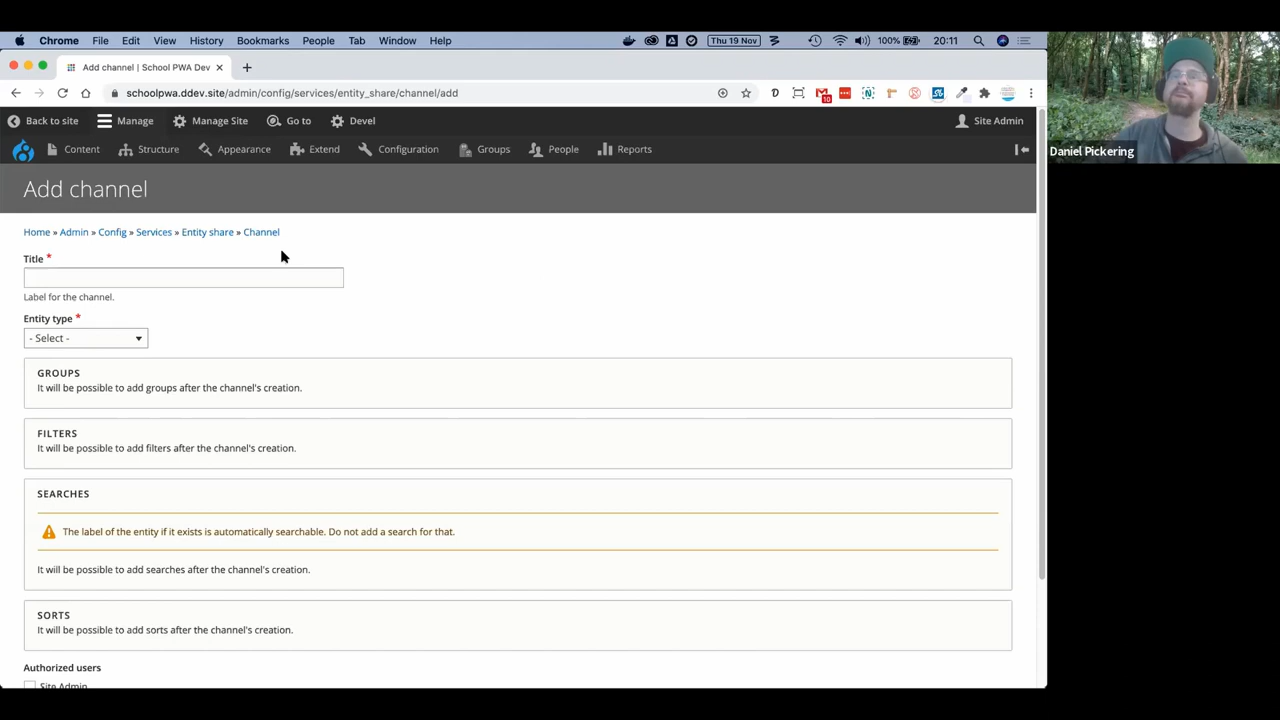 Chrome File Edit View History Bookmarks People Tab Window Help Thu 19 Nov 100% 20:11
Add channel | School PWA Dev
schoolpwa.ddev.site/admin/config/services/entity_share/channel/add
10
Back to site Manage Manage Site Go to Devel Site Admin
Content Structure Appearance Extend Configuration Groups People Reports
Daniel Pickering
Add channel
Home » Admin » Config » Services » Entity share » Channel
Title *
Label for the channel.
Entity type *
- Select -
GROUPS
It will be possible to add groups after the channel's creation.
FILTERS
It will be possible to add filters after the channel's creation.
SEARCHES
The label of the entity if it exists is automatically searchable. Do not add a search for that.
It will be possible to add searches after the channel's creation.
SORTS
It will be possible to add sorts after the channel's creation.
Authorized users
Site Admin